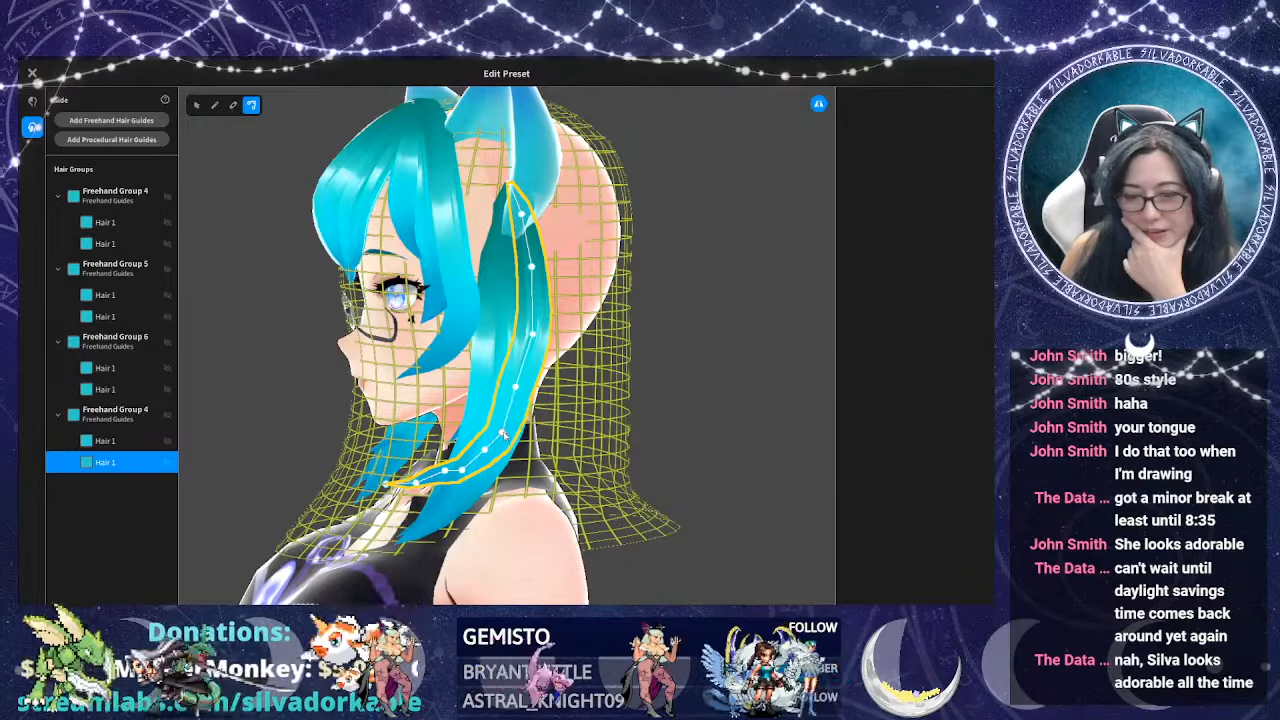 Edit Preset
Add Freehand Hair Guides
Add Procedural Hair Guides
Hair Groups
Freehand Group 4
Freehand Guides
Hair 1
Hair 1
Freehand Group 5
Freehand Guides
Hair 1
Hair 1
Freehand Group 6
Freehand Guides
Hair 1
Hair 1
Freehand Group 4
Freehand Guides
Hair 1
Hair 1
SILVADORKABLE
John Smith bigger!
John Smith 80s style
John Smith haha
John Smith your tongue
John Smith I do that too when
I'm drawing
The Data ... got a minor break at
least until 8:35
John Smith She looks adorable
The Data ... can't wait until
daylight savings
time comes back
around yet again
The Data ... nah, Silva looks
adorable all the time
Donations:
GEMISTO
ASTRAL_KNIGHT09
FOLLOW